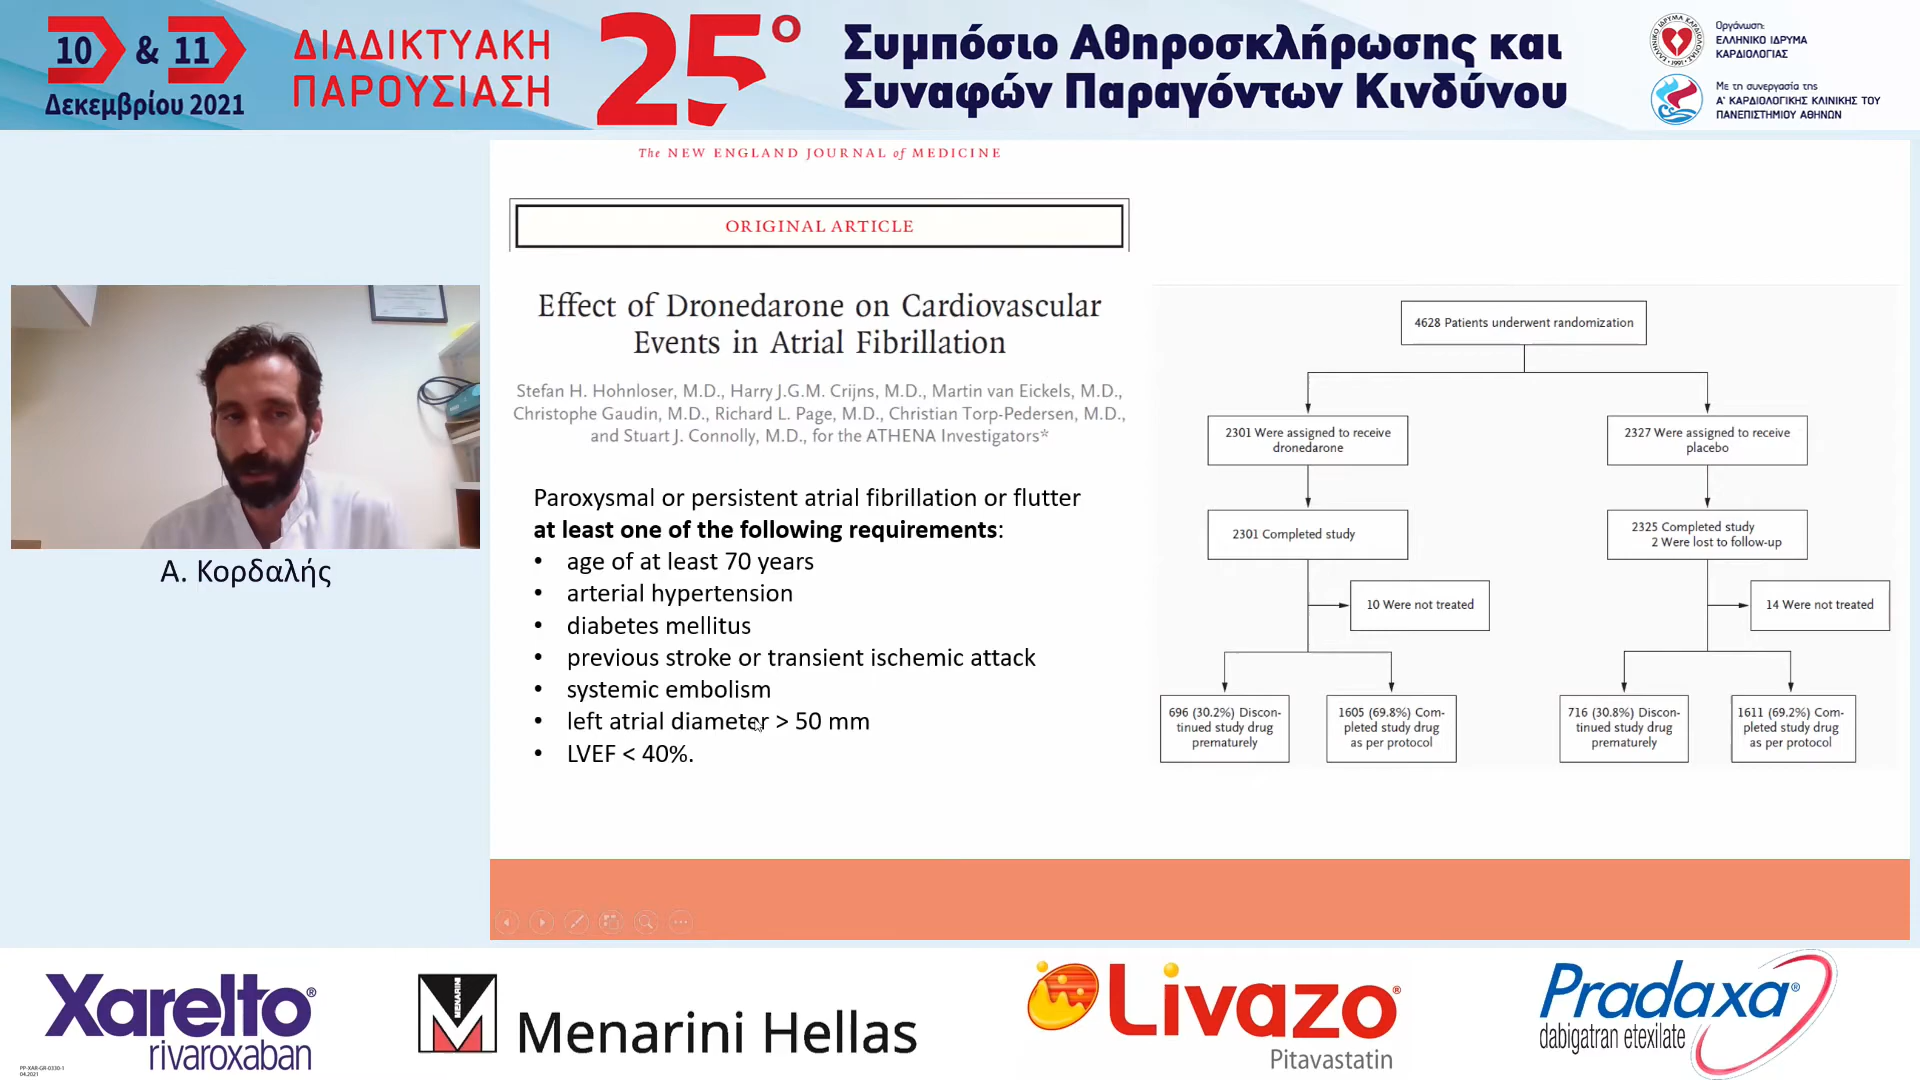 10 & 11
Δεκεμβρίου 2021
ΔΙΑΔΙΚΤΥΑΚΗ
ΠΑΡΟΥΣΙΑΣΗ
25ο
Συμπόσιο Αθηροσκλήρωσης και
Συναφών Παραγόντων Κινδύνου
Οργάνωση:
ΕΛΛΗΝΙΚΟ ΙΔΡΥΜΑ
ΚΑΡΔΙΟΛΟΓΙΑΣ
Με τη συνεργασία της
Α' ΚΑΡΔΙΟΛΟΓΙΚΗΣ ΚΛΙΝΙΚΗΣ ΤΟΥ
ΠΑΝΕΠΙΣΤΗΜΙΟΥ ΑΘΗΝΩΝ
Α. Κορδαλής
The NEW ENGLAND JOURNAL of MEDICINE
ORIGINAL ARTICLE
Effect of Dronedarone on Cardiovascular
Events in Atrial Fibrillation
Stefan H. Hohnloser, M.D., Harry J.G.M. Crijns, M.D., Martin van Eickels, M.D.,
Christophe Gaudin, M.D., Richard L. Page, M.D., Christian Torp-Pedersen, M.D.,
and Stuart J. Connolly, M.D., for the ATHENA Investigators*
Paroxysmal or persistent atrial fibrillation or flutter
at least one of the following requirements:
• age of at least 70 years
• arterial hypertension
• diabetes mellitus
• previous stroke or transient ischemic attack
• systemic embolism
• left atrial diameter > 50 mm
• LVEF < 40%.
4628 Patients underwent randomization
2301 Were assigned to receive
dronedarone
2327 Were assigned to receive
placebo
2301 Completed study
2325 Completed study
2 Were lost to follow-up
10 Were not treated
14 Were not treated
696 (30.2%) Discon-
tinued study drug
prematurely
1605 (69.8%) Com-
pleted study drug
as per protocol
716 (30.8%) Discon-
tinued study drug
prematurely
1611 (69.2%) Com-
pleted study drug
as per protocol
Xarelto®
rivaroxaban
PP-XAR-GR-0330-1
04.2021
MENARINI
Menarini Hellas
Livazo®
Pitavastatin
Pradaxa®
dabigatran etexilate